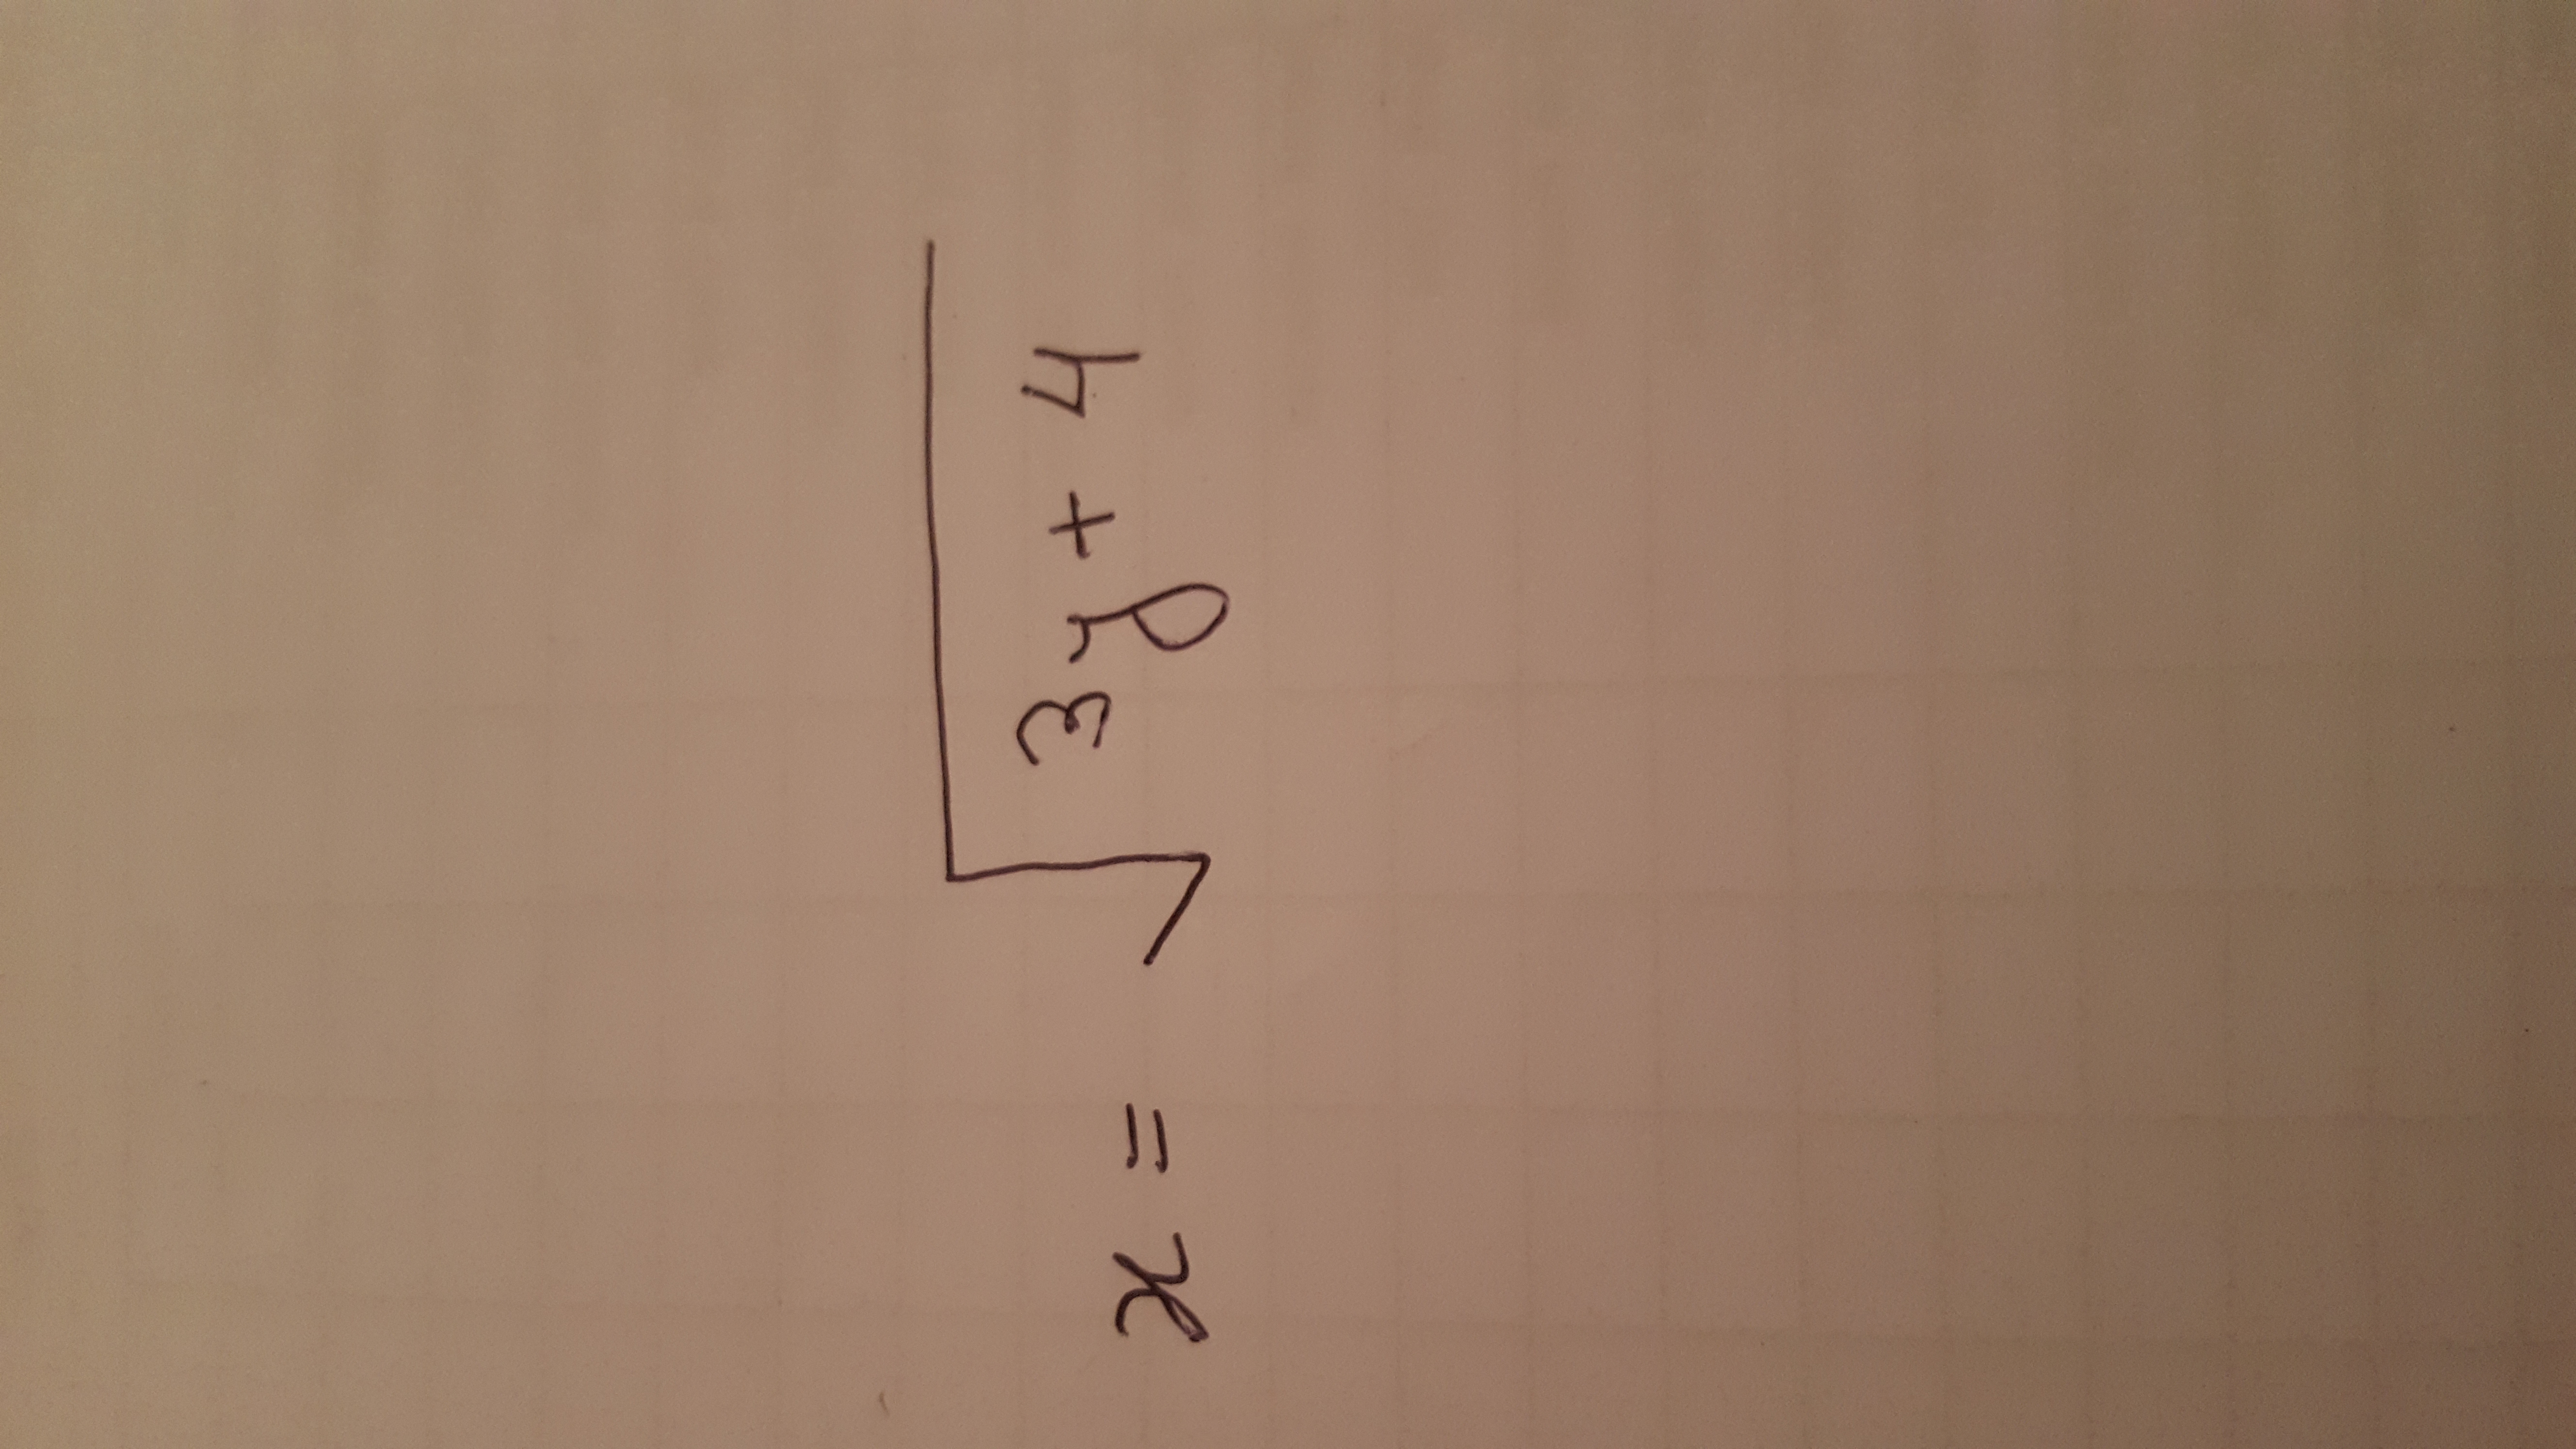 x = √(3y + 4)